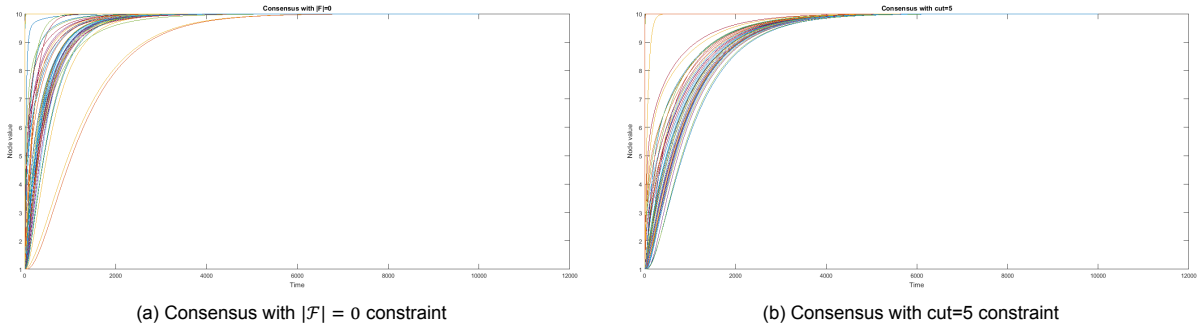 Consensus with |F|=0
Node value
10
9
8
7
6
5
4
3
2
1
0 2000 4000 6000 8000 10000 12000
Time
(a) Consensus with |ℱ| = 0 constraint
Consensus with cut=5
Node value
10
9
8
7
6
5
4
3
2
1
0 2000 4000 6000 8000 10000 12000
Time
(b) Consensus with cut=5 constraint